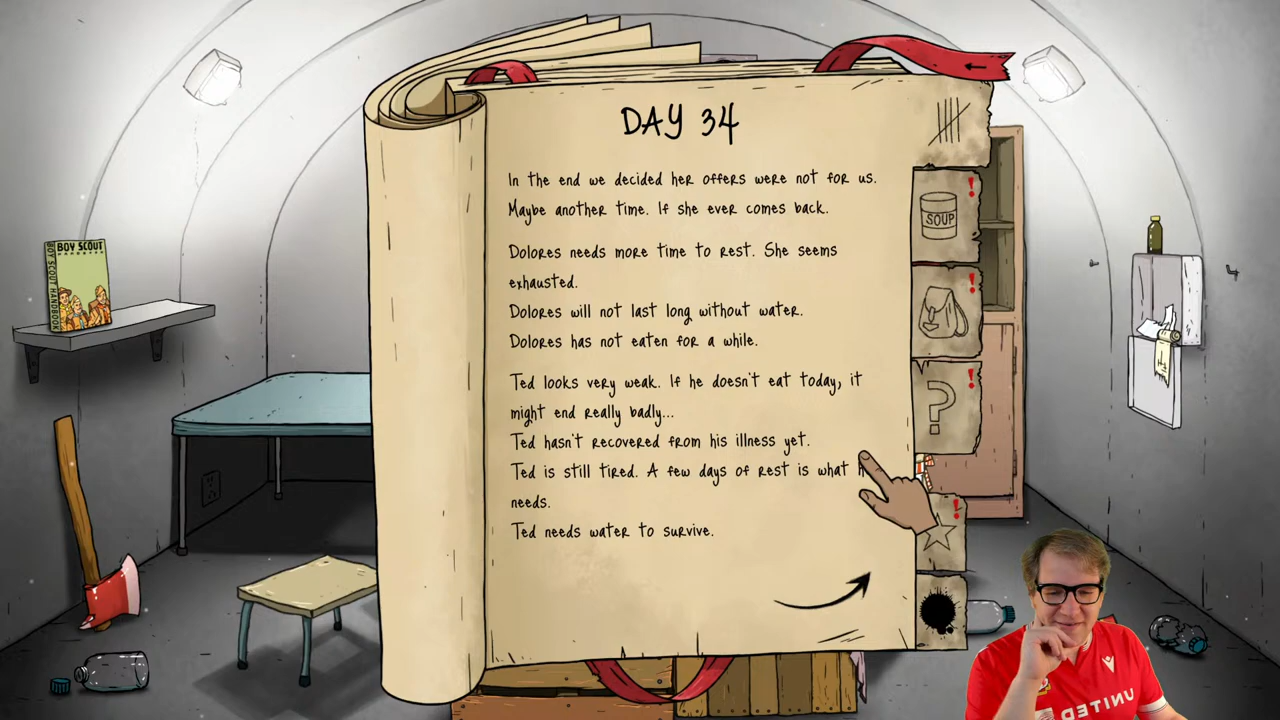 DAY 34
In the end we decided her offers were not for us.
Maybe another time. If she ever comes back.
Dolores needs more time to rest. She seems
exhausted.
Dolores will not last long without water.
Dolores has not eaten for a while.
Ted looks very weak. If he doesn't eat today, it
might end really badly...
Ted hasn't recovered from his illness yet.
Ted is still tired. A few days of rest is what
needs.
Ted needs water to survive.
SOUP
!
!
?
!
!
BOY SCOUT
BOY SCOUT HANDBOOK
UNITED